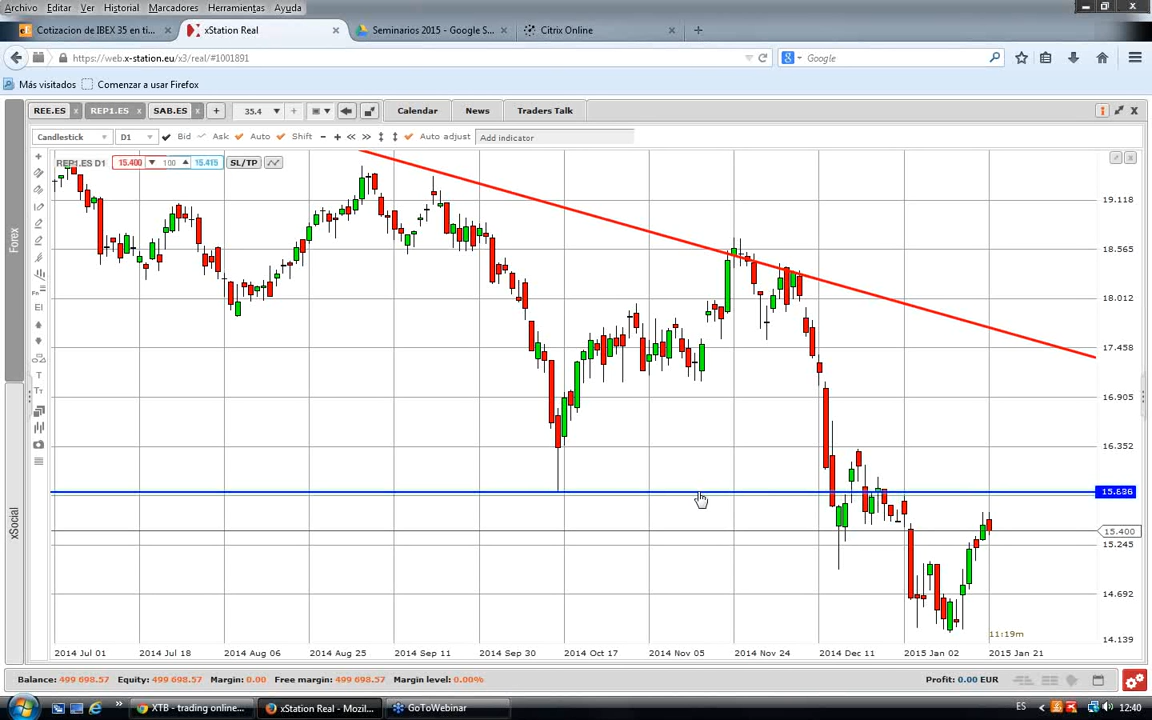 Archivo Editar Ver Historial Marcadores Herramientas Ayuda
Cotizacion de IBEX 35 en ti... × xStation Real × Seminarios 2015 - Google S... × Citrix Online × +
https://web.x-station.eu/x3/real/#1001891 Google
Más visitados Comenzar a usar Firefox
REE.ES x REP1.ES x SAB.ES x + 35.4 + Calendar News Traders Talk
Candlestick D1 Bid Ask Auto Shift Auto adjust Add indicator
REP1.ES D1 15.400 100 15.415 SL/TP
Forex
xSocial
19.118
18.565
18.012
17.458
16.905
16.352
15.636
15.400
15.245
14.692
14.139
11:19m
2014 Jul 01 2014 Jul 18 2014 Aug 06 2014 Aug 25 2014 Sep 11 2014 Sep 30 2014 Oct 17 2014 Nov 05 2014 Nov 24 2014 Dec 11 2015 Jan 02 2015 Jan 21
Balance: 499 698.57 Equity: 499 698.57 Margin: 0.00 Free margin: 499 698.57 Margin level: 0.00% Profit: 0.00 EUR
XTB - trading online... xStation Real - Mozil... GoToWebinar ES 12:40